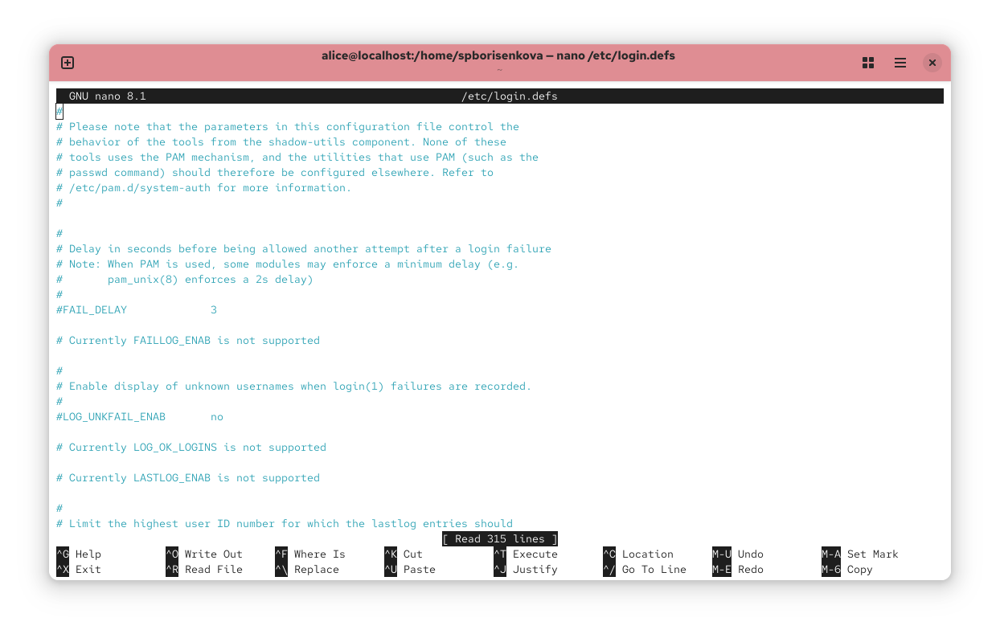 alice@localhost:/home/spborisenkova — nano /etc/login.defs
~
GNU nano 8.1 /etc/login.defs
#
# Please note that the parameters in this configuration file control the
# behavior of the tools from the shadow-utils component. None of these
# tools uses the PAM mechanism, and the utilities that use PAM (such as the
# passwd command) should therefore be configured elsewhere. Refer to
# /etc/pam.d/system-auth for more information.
#

#
# Delay in seconds before being allowed another attempt after a login failure
# Note: When PAM is used, some modules may enforce a minimum delay (e.g.
#       pam_unix(8) enforces a 2s delay)
#
#FAIL_DELAY             3

# Currently FAILLOG_ENAB is not supported

#
# Enable display of unknown usernames when login(1) failures are recorded.
#
#LOG_UNKFAIL_ENAB       no

# Currently LOG_OK_LOGINS is not supported

# Currently LASTLOG_ENAB is not supported

#
# Limit the highest user ID number for which the lastlog entries should
[ Read 315 lines ]
^G Help ^O Write Out ^F Where Is ^K Cut ^T Execute ^C Location M-U Undo M-A Set Mark
^X Exit ^R Read File ^\ Replace ^U Paste ^J Justify ^/ Go To Line M-E Redo M-6 Copy